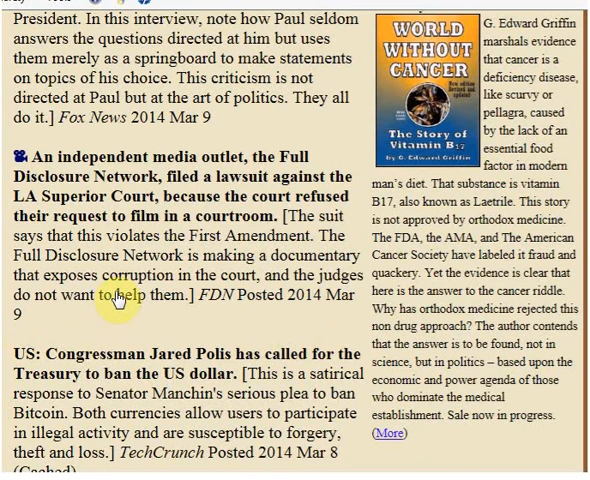 President. In this interview, note how Paul seldom
answers the questions directed at him but uses
them merely as a springboard to make statements
on topics of his choice. This criticism is not
directed at Paul but at the art of politics. They all
do it.] Fox News 2014 Mar 9
An independent media outlet, the Full
Disclosure Network, filed a lawsuit against the
LA Superior Court, because the court refused
their request to film in a courtroom. [The suit
says that this violates the First Amendment. The
Full Disclosure Network is making a documentary
that exposes corruption in the court, and the judges
do not want to help them.] FDN Posted 2014 Mar
9
US: Congressman Jared Polis has called for the
Treasury to ban the US dollar. [This is a satirical
response to Senator Manchin's serious plea to ban
Bitcoin. Both currencies allow users to participate
in illegal activity and are susceptible to forgery,
theft and loss.] TechCrunch Posted 2014 Mar 8
(Cached)
WORLD
WITHOUT
CANCER
The Story of
Vitamin B17
by G. Edward Griffin
G. Edward Griffin
marshals evidence
that cancer is a
deficiency disease,
like scurvy or
pellagra, caused
by the lack of an
essential food
factor in modern
man's diet. That substance is vitamin
B17, also known as Laetrile. This story
is not approved by orthodox medicine.
The FDA, the AMA, and The American
Cancer Society have labeled it fraud and
quackery. Yet the evidence is clear that
here is the answer to the cancer riddle.
Why has orthodox medicine rejected this
non drug approach? The author contends
that the answer is to be found, not in
science, but in politics – based upon the
economic and power agenda of those
who dominate the medical
establishment. Sale now in progress.
(More)